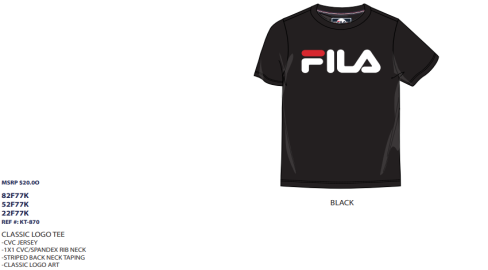 FILA
BLACK
MSRP $20.00
82F77K
52F77K
22F77K
REF #: KT-870
CLASSIC LOGO TEE
-CVC JERSEY
-1X1 CVC/SPANDEX RIB NECK
-STRIPED BACK NECK TAPING
-CLASSIC LOGO ART